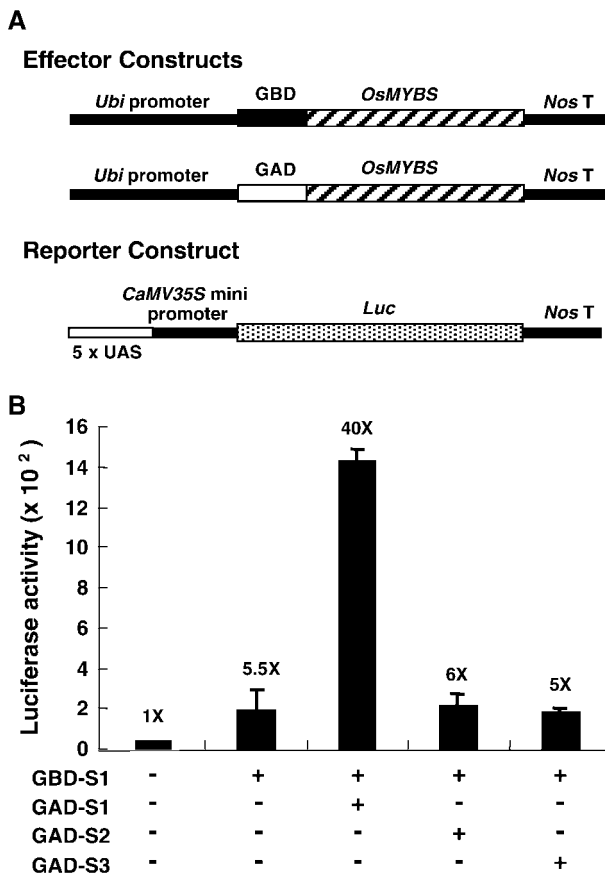 A
Effector Constructs
Ubi promoter GBD OsMYBS Nos T
Ubi promoter GAD OsMYBS Nos T
Reporter Construct
CaMV35S mini
promoter Luc Nos T
5 x UAS
B
Luciferase activity (x 10 2)
16
14
12
10
8
6
4
2
0
1X
5.5X
40X
6X
5X
GBD-S1 - + + + +
GAD-S1 - - + - -
GAD-S2 - - - + -
GAD-S3 - - - - +